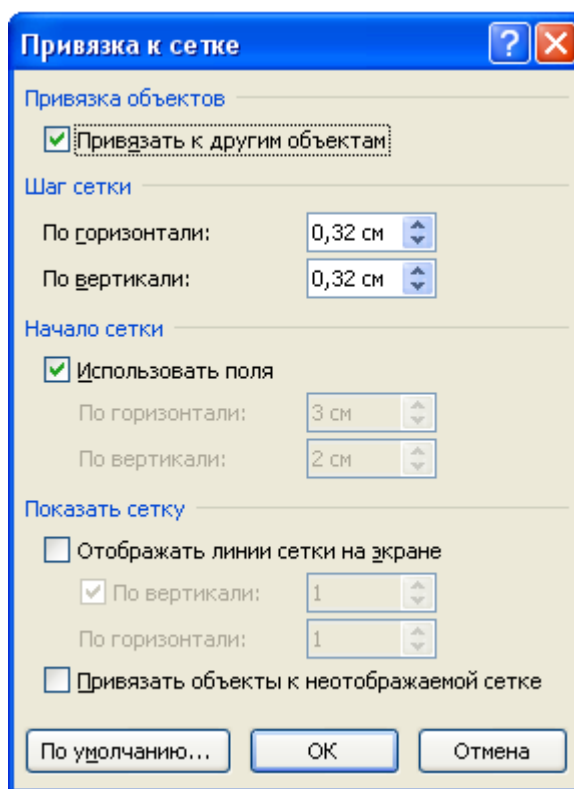 Привязка к сетке
Привязка объектов
Привязать к другим объектам
Шаг сетки
По горизонтали: 0,32 см
По вертикали: 0,32 см
Начало сетки
Использовать поля
По горизонтали: 3 см
По вертикали: 2 см
Показать сетку
Отображать линии сетки на экране
По вертикали: 1
По горизонтали: 1
Привязать объекты к неотображаемой сетке
По умолчанию... ОК Отмена